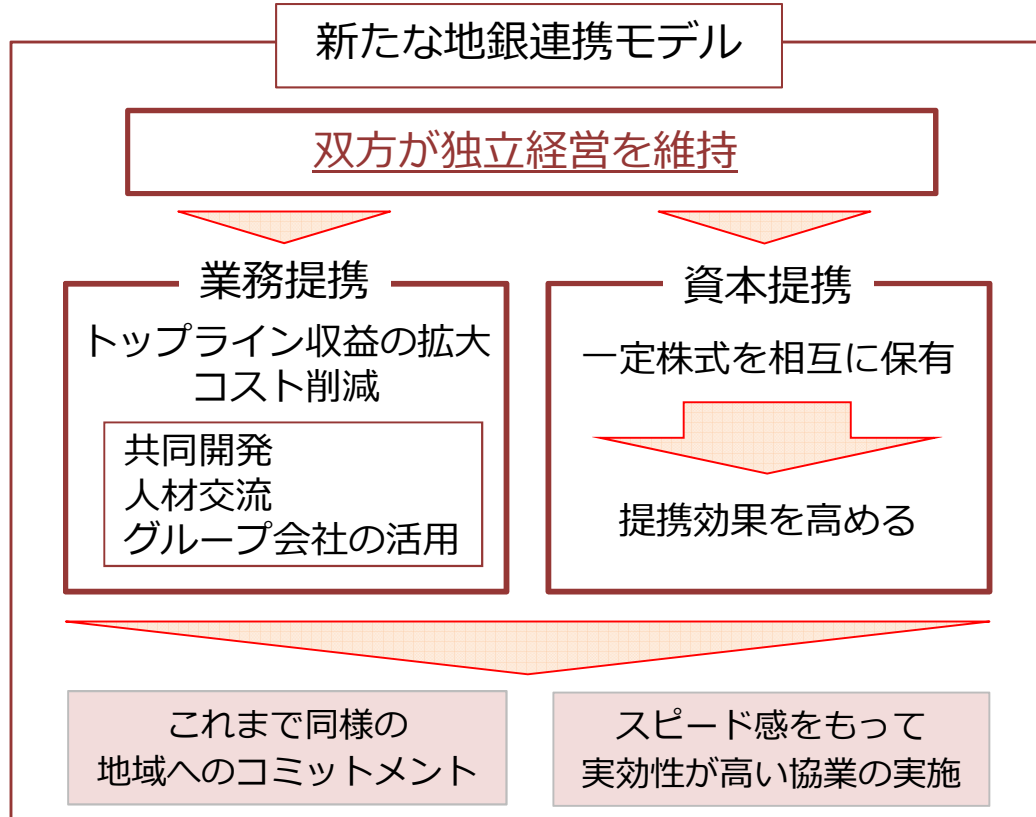 新たな地銀連携モデル
双方が独立経営を維持
業務提携
トップライン収益の拡大
コスト削減
共同開発
人材交流
グループ会社の活用
資本提携
一定株式を相互に保有
提携効果を高める
これまで同様の
地域へのコミットメント
スピード感をもって
実効性が高い協業の実施